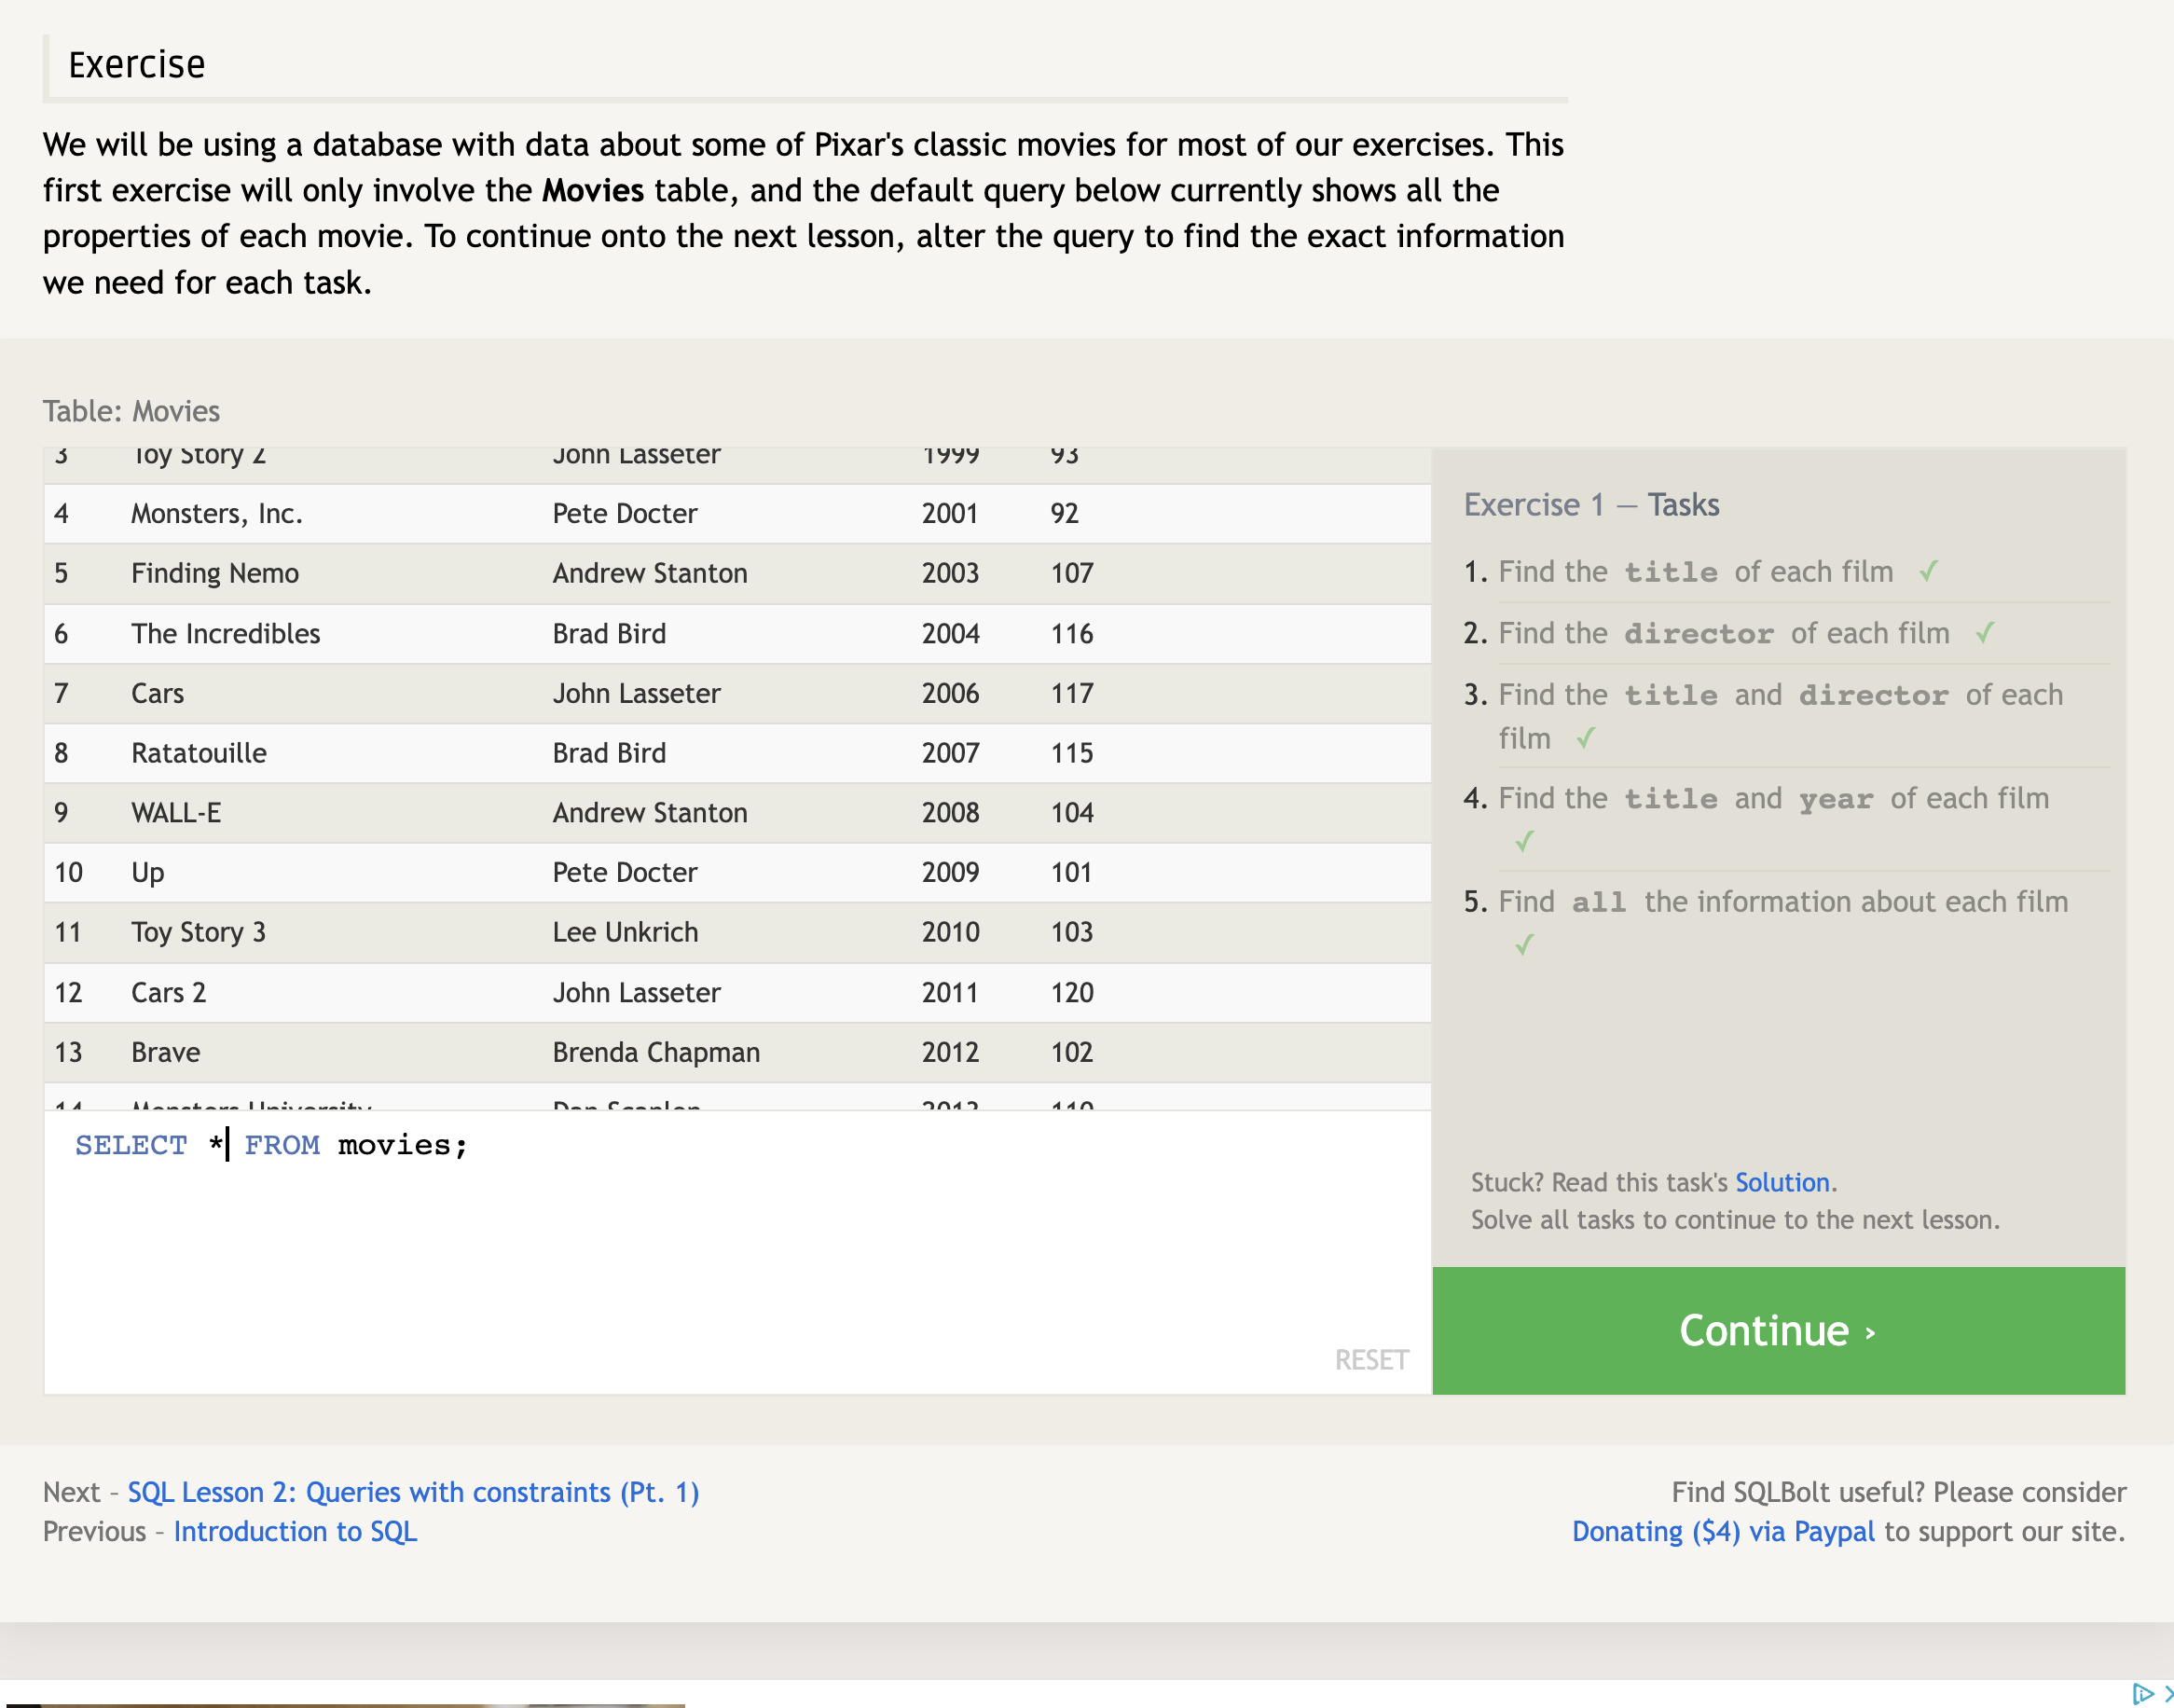 Exercise
We will be using a database with data about some of Pixar's classic movies for most of our exercises. This
first exercise will only involve the Movies table, and the default query below currently shows all the
properties of each movie. To continue onto the next lesson, alter the query to find the exact information
we need for each task.
Table: Movies
3 Toy Story 2 John Lasseter 1999 93
4 Monsters, Inc. Pete Docter 2001 92
5 Finding Nemo Andrew Stanton 2003 107
6 The Incredibles Brad Bird 2004 116
7 Cars John Lasseter 2006 117
8 Ratatouille Brad Bird 2007 115
9 WALL-E Andrew Stanton 2008 104
10 Up Pete Docter 2009 101
11 Toy Story 3 Lee Unkrich 2010 103
12 Cars 2 John Lasseter 2011 120
13 Brave Brenda Chapman 2012 102
14 Monsters University Dan Scanlon 2013 110
SELECT * FROM movies;
RESET
Exercise 1 — Tasks
1. Find the title of each film ✓
2. Find the director of each film ✓
3. Find the title and director of each
film ✓
4. Find the title and year of each film
✓
5. Find all the information about each film
✓
Stuck? Read this task's Solution.
Solve all tasks to continue to the next lesson.
Continue ›
Next – SQL Lesson 2: Queries with constraints (Pt. 1)
Previous – Introduction to SQL
Find SQLBolt useful? Please consider
Donating ($4) via Paypal to support our site.